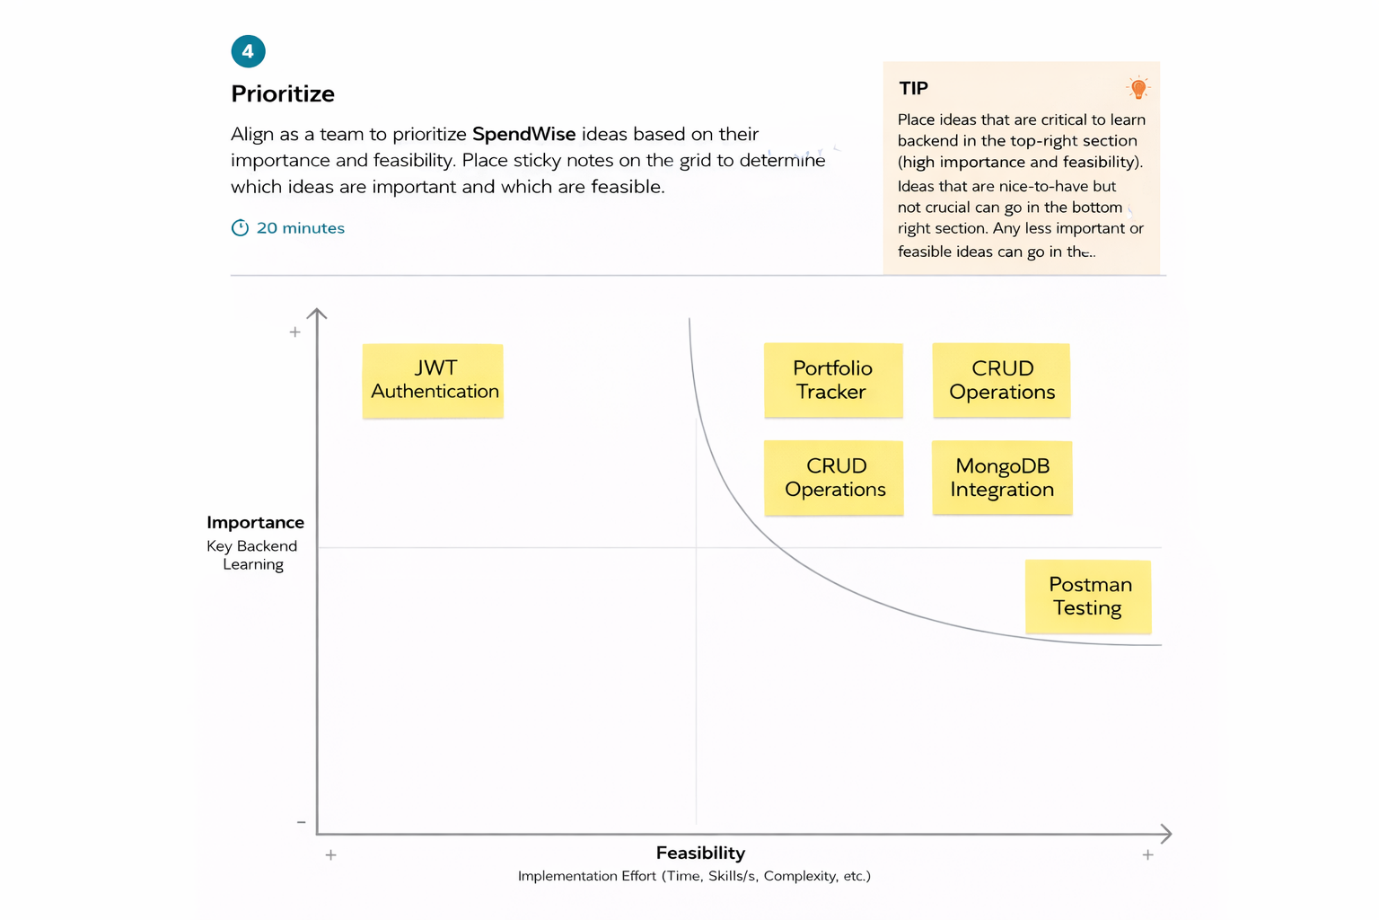 4
Prioritize
Align as a team to prioritize SpendWise ideas based on their
importance and feasibility. Place sticky notes on the grid to determine
which ideas are important and which are feasible.
20 minutes
TIP
Place ideas that are critical to learn
backend in the top-right section
(high importance and feasibility).
Ideas that are nice-to-have but
not crucial can go in the bottom
right section. Any less important or
feasible ideas can go in the..
+
JWT
Authentication
Portfolio
Tracker
CRUD
Operations
CRUD
Operations
MongoDB
Integration
Importance
Key Backend
Learning
Postman
Testing
–
+
Feasibility
+
Implementation Effort (Time, Skills/s, Complexity, etc.)